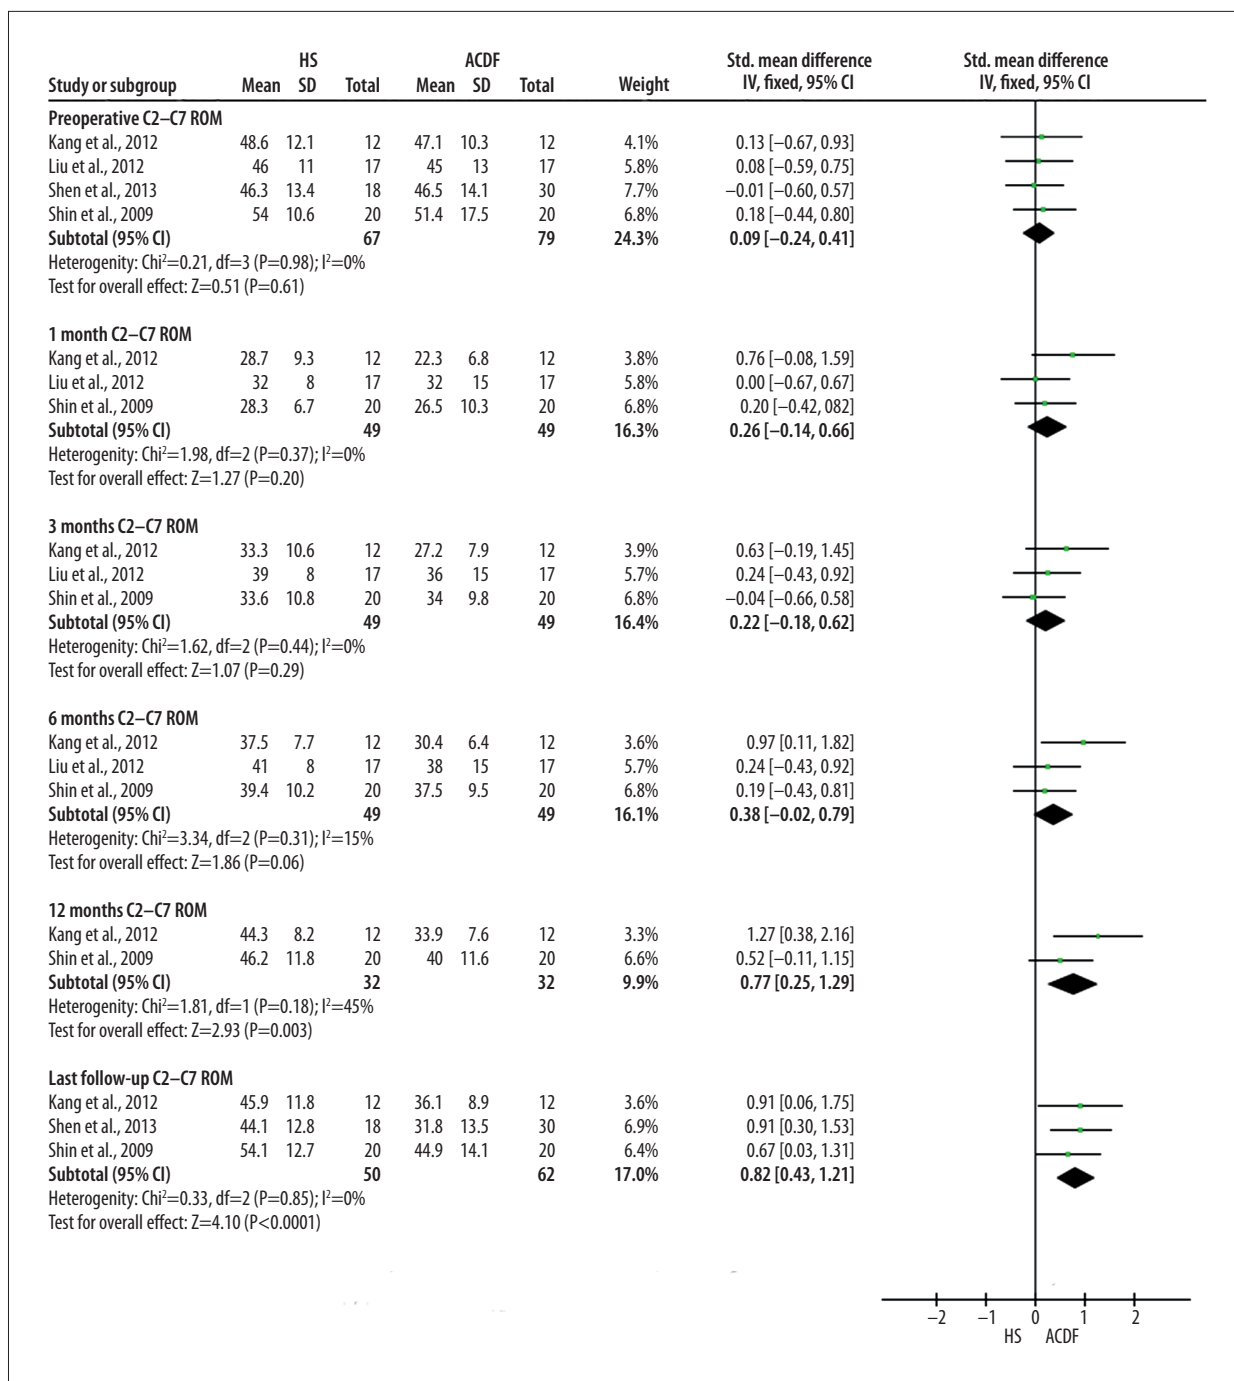 HS ACDF Std. mean difference Std. mean difference
Study or subgroup Mean SD Total Mean SD Total Weight IV, fixed, 95% CI IV, fixed, 95% CI
Preoperative C2–C7 ROM
Kang et al., 2012 48.6 12.1 12 47.1 10.3 12 4.1% 0.13 [−0.67, 0.93]
Liu et al., 2012 46 11 17 45 13 17 5.8% 0.08 [−0.59, 0.75]
Shen et al., 2013 46.3 13.4 18 46.5 14.1 30 7.7% −0.01 [−0.60, 0.57]
Shin et al., 2009 54 10.6 20 51.4 17.5 20 6.8% 0.18 [−0.44, 0.80]
Subtotal (95% CI) 67 79 24.3% 0.09 [−0.24, 0.41]
Heterogenity: Chi²=0.21, df=3 (P=0.98); I²=0%
Test for overall effect: Z=0.51 (P=0.61)
1 month C2–C7 ROM
Kang et al., 2012 28.7 9.3 12 22.3 6.8 12 3.8% 0.76 [−0.08, 1.59]
Liu et al., 2012 32 8 17 32 15 17 5.8% 0.00 [−0.67, 0.67]
Shin et al., 2009 28.3 6.7 20 26.5 10.3 20 6.8% 0.20 [−0.42, 082]
Subtotal (95% CI) 49 49 16.3% 0.26 [−0.14, 0.66]
Heterogenity: Chi²=1.98, df=2 (P=0.37); I²=0%
Test for overall effect: Z=1.27 (P=0.20)
3 months C2–C7 ROM
Kang et al., 2012 33.3 10.6 12 27.2 7.9 12 3.9% 0.63 [−0.19, 1.45]
Liu et al., 2012 39 8 17 36 15 17 5.7% 0.24 [−0.43, 0.92]
Shin et al., 2009 33.6 10.8 20 34 9.8 20 6.8% −0.04 [−0.66, 0.58]
Subtotal (95% CI) 49 49 16.4% 0.22 [−0.18, 0.62]
Heterogenity: Chi²=1.62, df=2 (P=0.44); I²=0%
Test for overall effect: Z=1.07 (P=0.29)
6 months C2–C7 ROM
Kang et al., 2012 37.5 7.7 12 30.4 6.4 12 3.6% 0.97 [0.11, 1.82]
Liu et al., 2012 41 8 17 38 15 17 5.7% 0.24 [−0.43, 0.92]
Shin et al., 2009 39.4 10.2 20 37.5 9.5 20 6.8% 0.19 [−0.43, 0.81]
Subtotal (95% CI) 49 49 16.1% 0.38 [−0.02, 0.79]
Heterogenity: Chi²=3.34, df=2 (P=0.31); I²=15%
Test for overall effect: Z=1.86 (P=0.06)
12 months C2–C7 ROM
Kang et al., 2012 44.3 8.2 12 33.9 7.6 12 3.3% 1.27 [0.38, 2.16]
Shin et al., 2009 46.2 11.8 20 40 11.6 20 6.6% 0.52 [−0.11, 1.15]
Subtotal (95% CI) 32 32 9.9% 0.77 [0.25, 1.29]
Heterogenity: Chi²=1.81, df=1 (P=0.18); I²=45%
Test for overall effect: Z=2.93 (P=0.003)
Last follow-up C2–C7 ROM
Kang et al., 2012 45.9 11.8 12 36.1 8.9 12 3.6% 0.91 [0.06, 1.75]
Shen et al., 2013 44.1 12.8 18 31.8 13.5 30 6.9% 0.91 [0.30, 1.53]
Shin et al., 2009 54.1 12.7 20 44.9 14.1 20 6.4% 0.67 [0.03, 1.31]
Subtotal (95% CI) 50 62 17.0% 0.82 [0.43, 1.21]
Heterogenity: Chi²=0.33, df=2 (P=0.85); I²=0%
Test for overall effect: Z=4.10 (P<0.0001)
−2 −1 0 1 2
HS ACDF